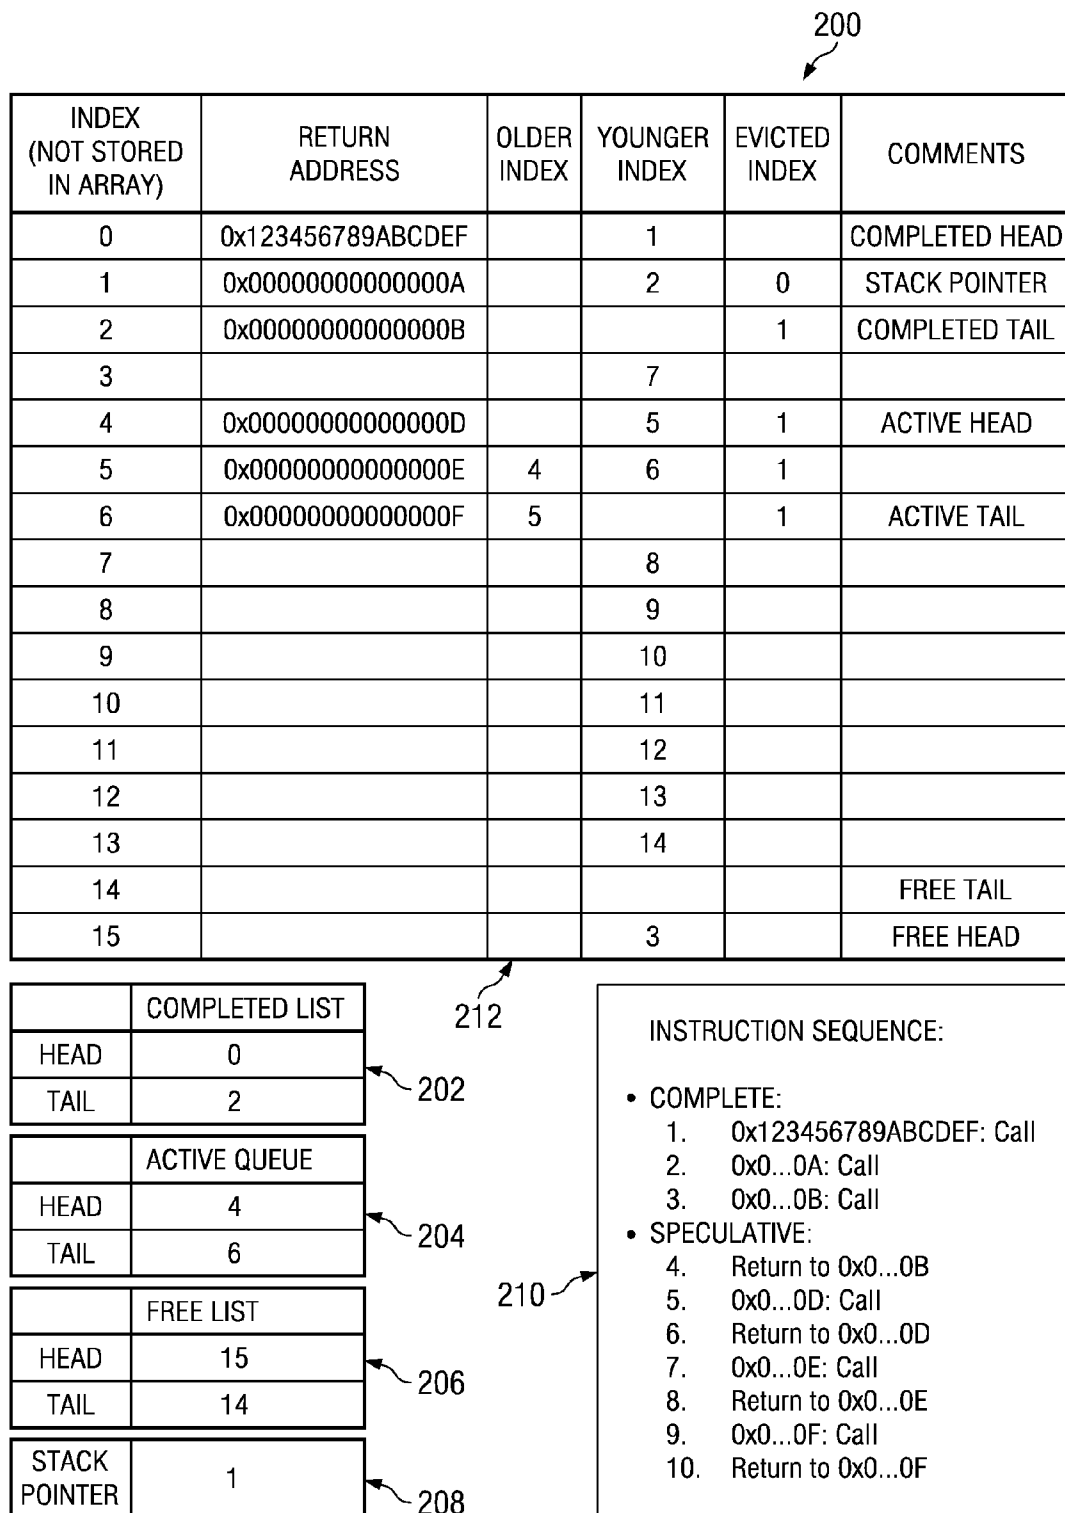 200
INDEX (NOT STORED IN ARRAY) RETURN ADDRESS OLDER INDEX YOUNGER INDEX EVICTED INDEX COMMENTS
0 0x123456789ABCDEF 1 COMPLETED HEAD
1 0x00000000000000A 2 0 STACK POINTER
2 0x00000000000000B 1 COMPLETED TAIL
3 7
4 0x00000000000000D 5 1 ACTIVE HEAD
5 0x00000000000000E 4 6 1
6 0x00000000000000F 5 1 ACTIVE TAIL
7 8
8 9
9 10
10 11
11 12
12 13
13 14
14 FREE TAIL
15 3 FREE HEAD
212
COMPLETED LIST
HEAD 0
TAIL 2
202
ACTIVE QUEUE
HEAD 4
TAIL 6
204
FREE LIST
HEAD 15
TAIL 14
206
STACK POINTER 1
208
210
INSTRUCTION SEQUENCE:
• COMPLETE:
1. 0x123456789ABCDEF: Call
2. 0x0...0A: Call
3. 0x0...0B: Call
• SPECULATIVE:
4. Return to 0x0...0B
5. 0x0...0D: Call
6. Return to 0x0...0D
7. 0x0...0E: Call
8. Return to 0x0...0E
9. 0x0...0F: Call
10. Return to 0x0...0F